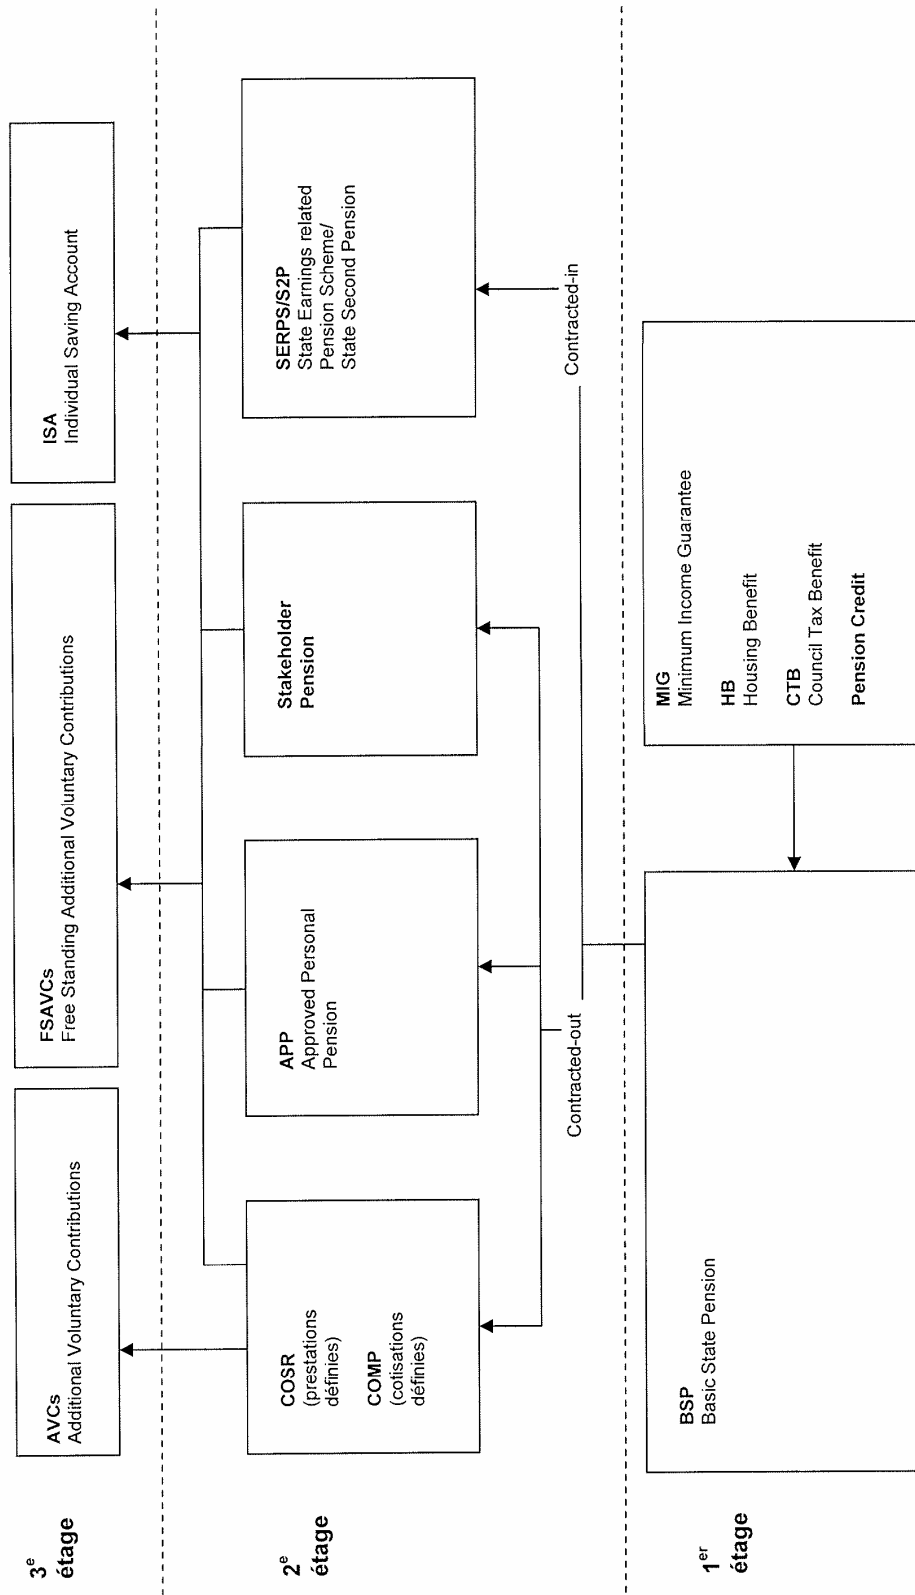 3e
étage
AVCs
Additional Voluntary Contributions
FSAVCs
Free Standing Additional Voluntary Contributions
ISA
Individual Saving Account
2e
étage
COSR
(prestations
définies)
COMP
(cotisations
définies)
APP
Approved Personal
Pension
Stakeholder
Pension
SERPS/S2P
State Earnings related
Pension Scheme/
State Second Pension
Contracted-out
Contracted-in
1er
étage
BSP
Basic State Pension
MIG
Minimum Income Guarantee
HB
Housing Benefit
CTB
Council Tax Benefit
Pension Credit